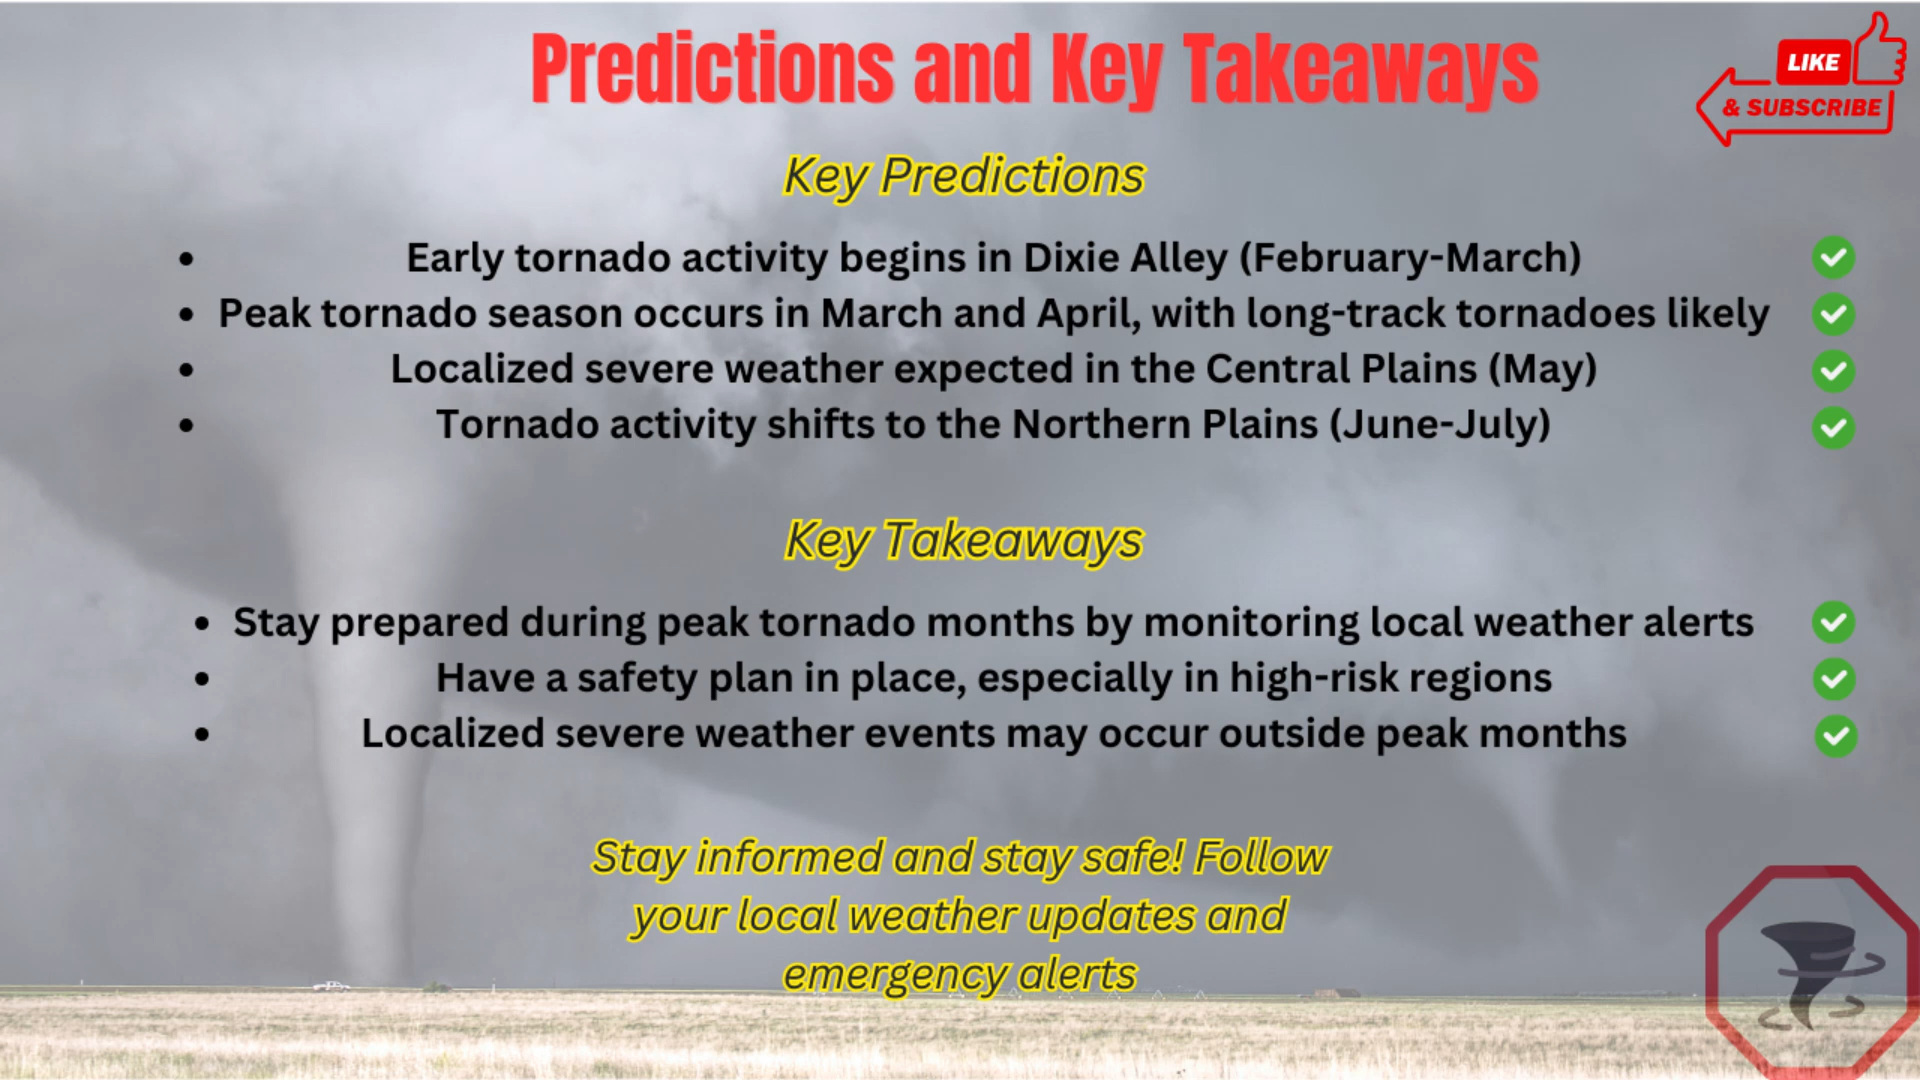 Predictions and Key Takeaways
LIKE
& SUBSCRIBE
Key Predictions
• Early tornado activity begins in Dixie Alley (February-March)
• Peak tornado season occurs in March and April, with long-track tornadoes likely
• Localized severe weather expected in the Central Plains (May)
• Tornado activity shifts to the Northern Plains (June-July)
Key Takeaways
• Stay prepared during peak tornado months by monitoring local weather alerts
• Have a safety plan in place, especially in high-risk regions
• Localized severe weather events may occur outside peak months
Stay informed and stay safe! Follow
your local weather updates and
emergency alerts